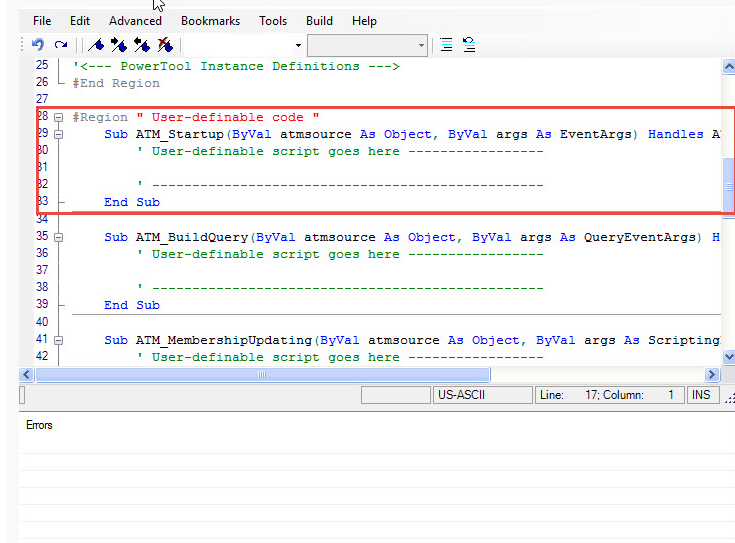 File Edit Advanced Bookmarks Tools Build Help
25 '<--- PowerTool Instance Definitions --->
26 #End Region
27
28 #Region " User-definable code "
29 Sub ATM_Startup(ByVal atmsource As Object, ByVal args As EventArgs) Handles A
30 ' User-definable script goes here -----------------
31
32 ' -------------------------------------------------
33 End Sub
34
35 Sub ATM_BuildQuery(ByVal atmsource As Object, ByVal args As QueryEventArgs) H
36 ' User-definable script goes here -----------------
37
38 ' -------------------------------------------------
39 End Sub
40
41 Sub ATM_MembershipUpdating(ByVal atmsource As Object, ByVal args As Scripting
42 ' User-definable script goes here -----------------
US-ASCII Line: 17; Column: 1 INS
Errors